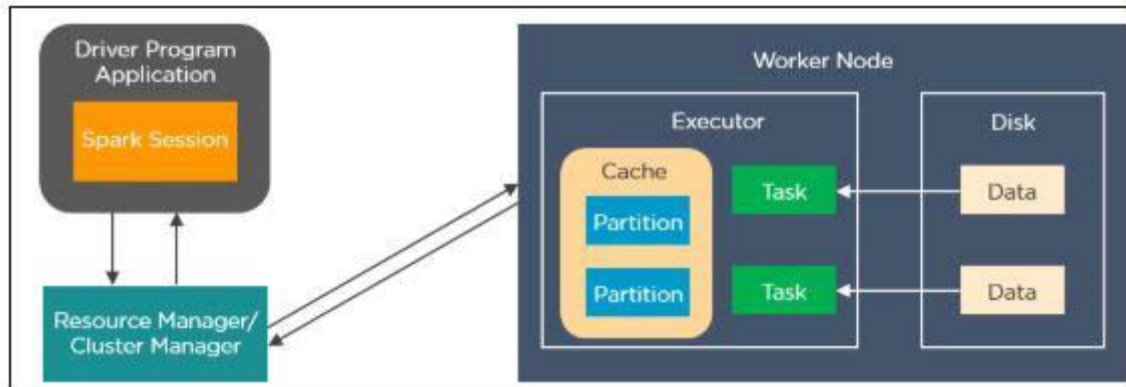 Driver Program
Application
Spark Session
Resource Manager/
Cluster Manager
Worker Node
Executor
Cache
Partition
Partition
Task
Task
Disk
Data
Data